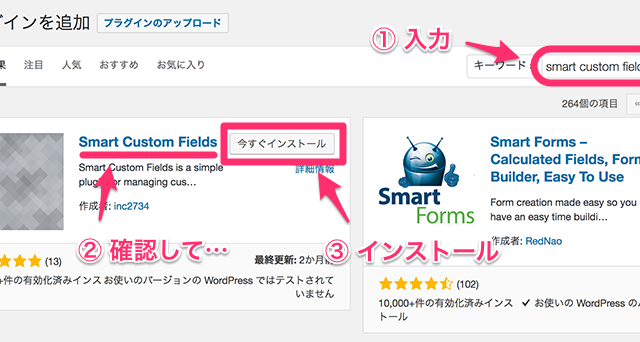 グインを追加 プラグインのアップロード
① 入力
果 注目 人気 おすすめ お気に入り キーワード smart custom field
264個の項目 «
Smart Custom Fields 今すぐインストール
Smart Custom Fields is a simple
plugin for managing cus…
詳細情報
作成者: inc2734
② 確認して…
③ インストール
(13) 最終更新: 2か月前
+件の有効化済みインス お使いのバージョンの WordPress ではテストされて
いません
Smart Forms
Smart Forms –
Calculated Fields, Form
Builder, Easy To Use
Form creation made easy so you
have an easy time buildi…
作成者: RedNao
(102)
10,000+件の有効化済みインス
トール
✓ お使いの WordPress の